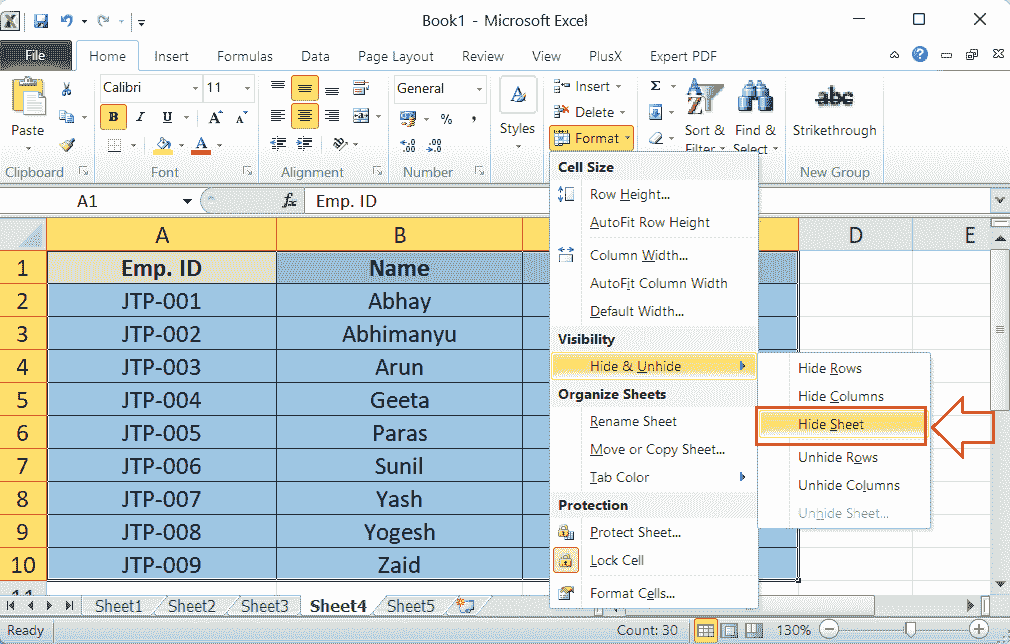 Book1 - Microsoft Excel
File Home Insert Formulas Data Page Layout Review View PlusX Expert PDF
Paste
Clipboard
Calibri 11
B I U A A
A
Font
Alignment
General
% ,
Number
Styles
Insert
Delete
Format
Σ
Sort & Filter
Find & Select
abc
Strikethrough
New Group
A1 fx Emp. ID
A B D E
1 Emp. ID Name
2 JTP-001 Abhay
3 JTP-002 Abhimanyu
4 JTP-003 Arun
5 JTP-004 Geeta
6 JTP-005 Paras
7 JTP-006 Sunil
8 JTP-007 Yash
9 JTP-008 Yogesh
10 JTP-009 Zaid
Cell Size
Row Height...
AutoFit Row Height
Column Width...
AutoFit Column Width
Default Width...
Visibility
Hide & Unhide
Organize Sheets
Rename Sheet
Move or Copy Sheet...
Tab Color
Protection
Protect Sheet...
Lock Cell
Format Cells...
Hide Rows
Hide Columns
Hide Sheet
Unhide Rows
Unhide Columns
Unhide Sheet...
Sheet1 Sheet2 Sheet3 Sheet4 Sheet5
Ready Count: 30 130%